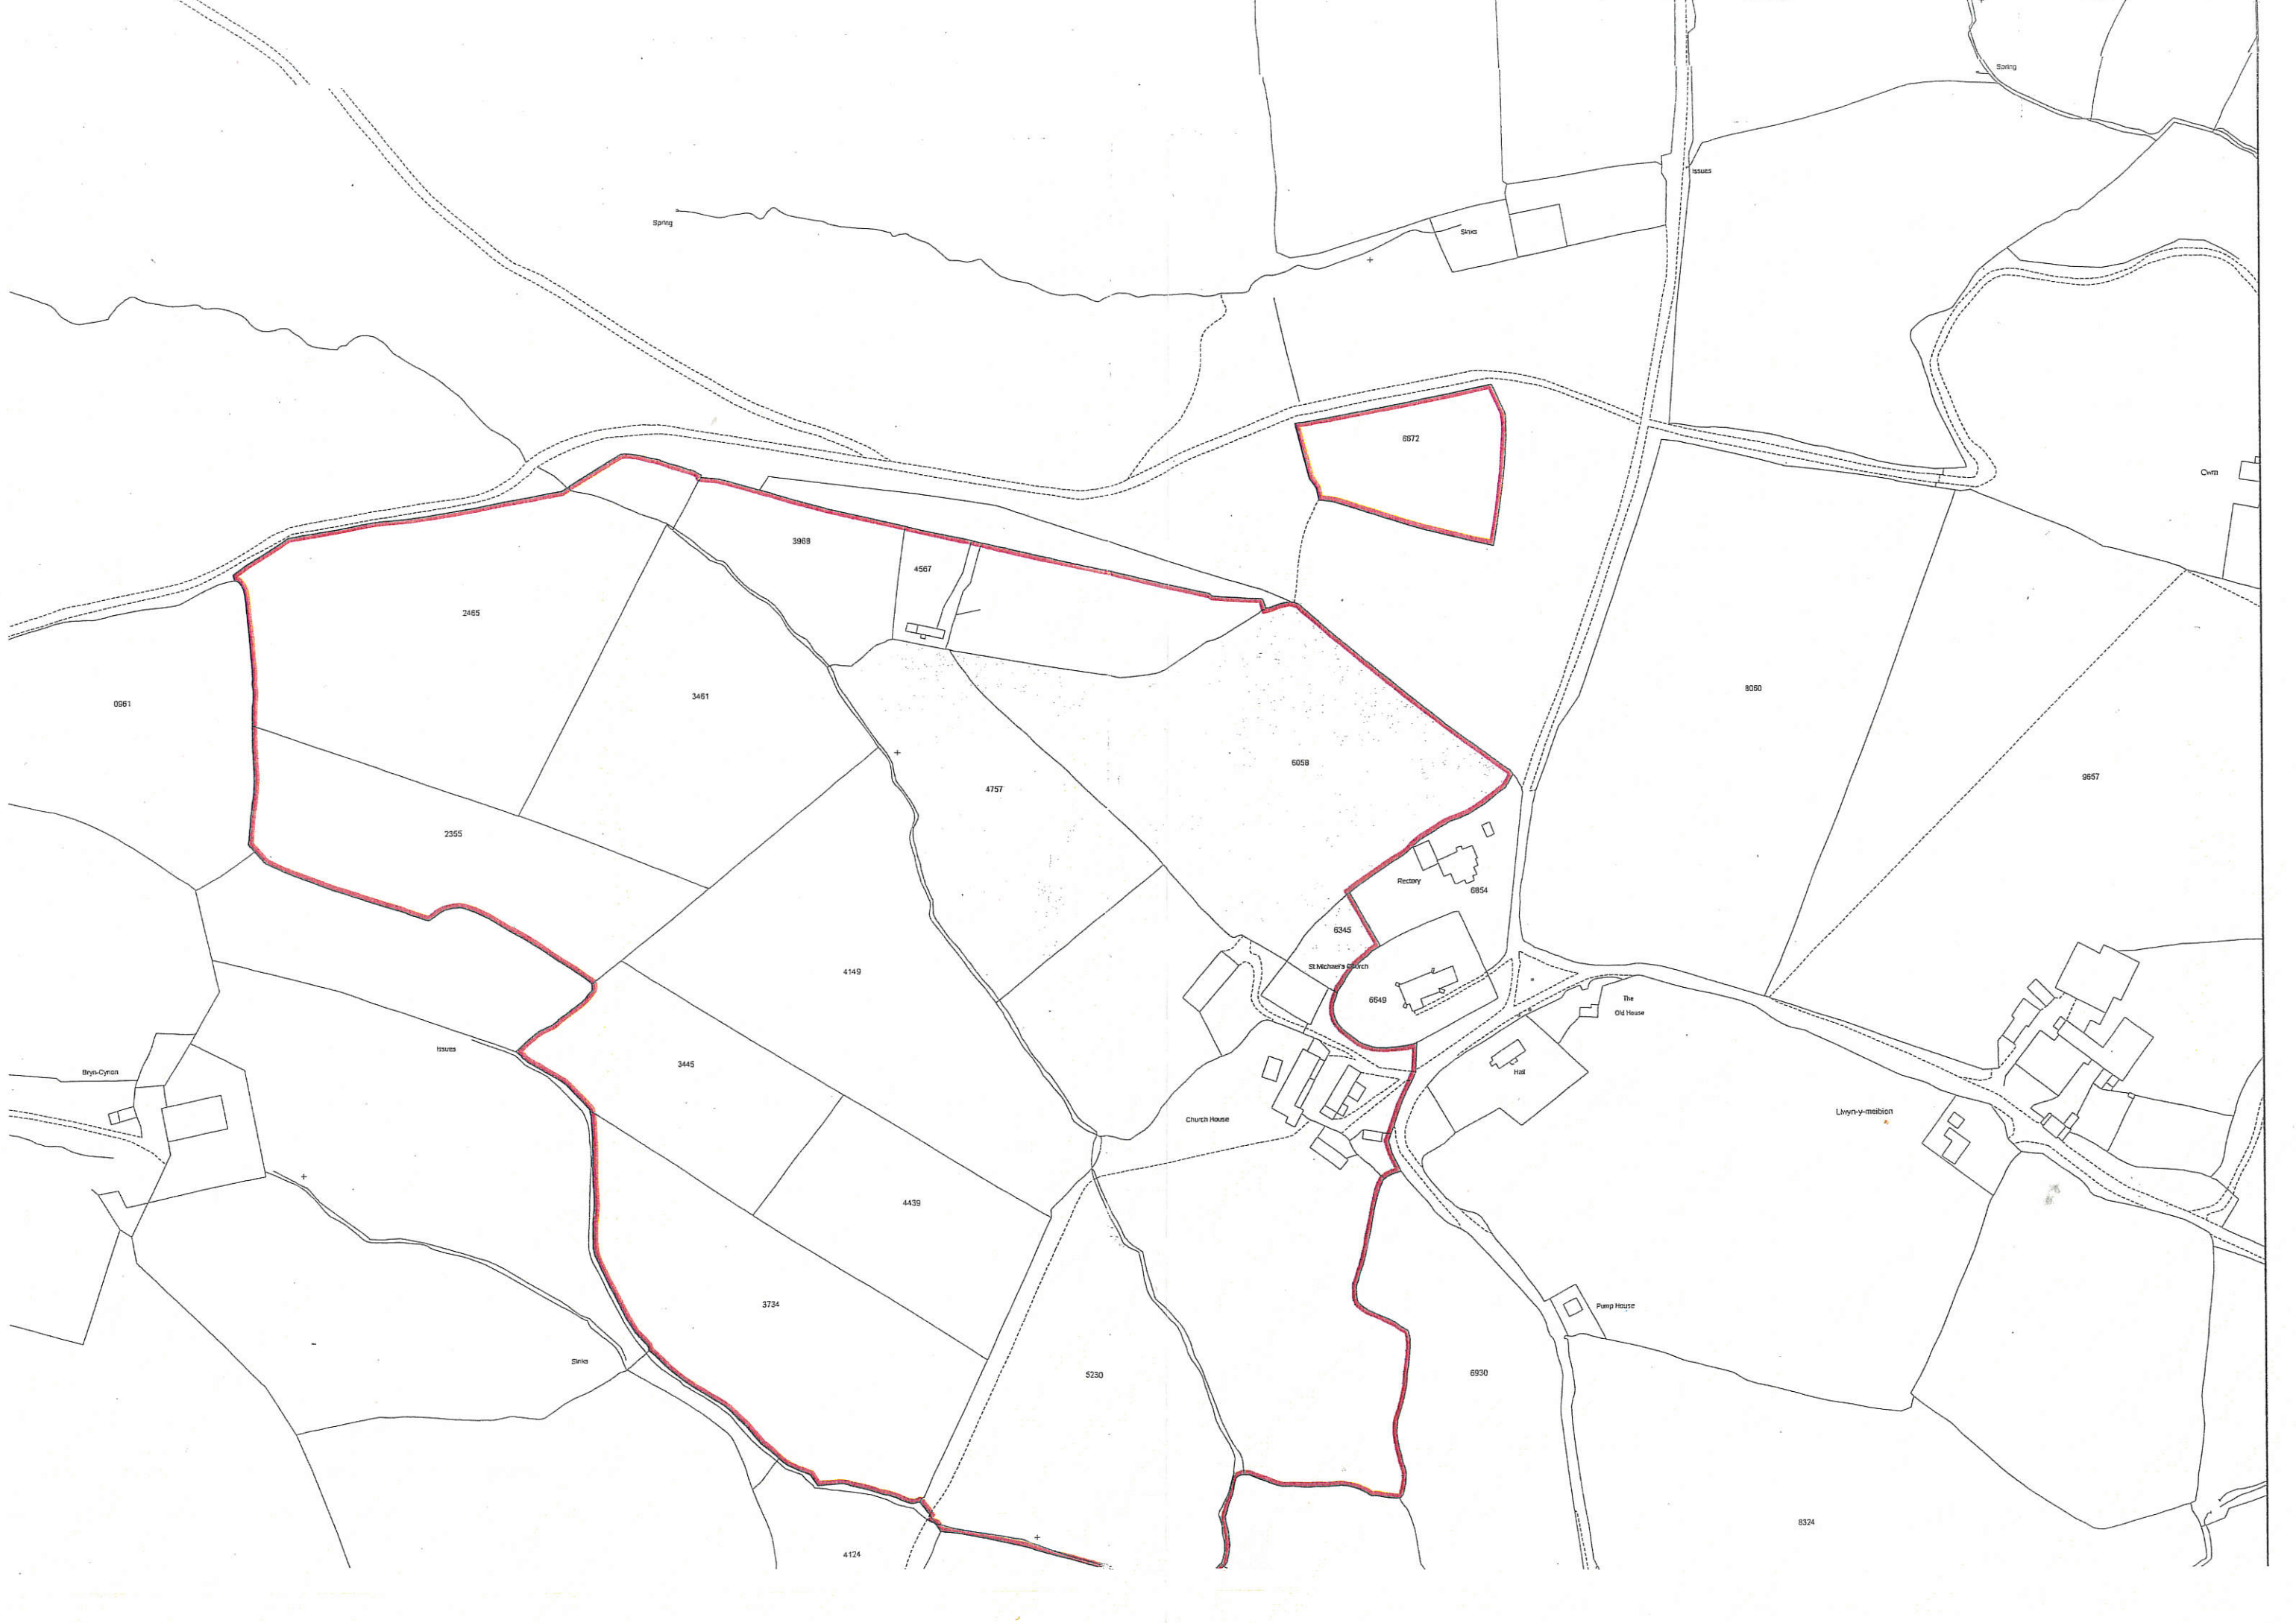 Spring
Issues
Spring
Sinks
6672
Cwm
3968
4567
2465
8060
3461
0961
6058
9657
4757
2355
Rectory
6854
6345
St Michael's Church
4149
6649
The
Old House
Issues
3445
Bryn-Cynon
Hall
Llwyn-y-meibion
Church House
4439
3734
Pump House
Sinks
5230
6930
8324
4124